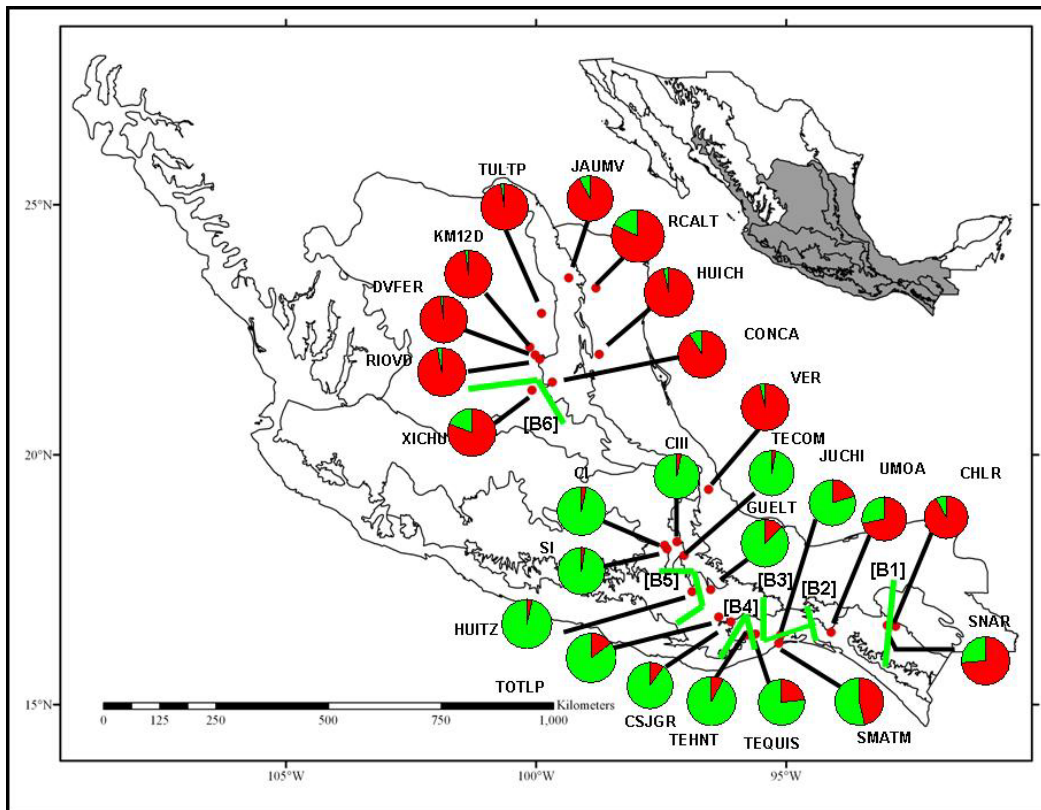 25°N
TULTP
JAUMV
RCALT
KM12D
HUICH
DVFER
CONCA
RIOVD
VER
XICHU
[B6]
20°N
TECOM
CIII
JUCHI
UMOA
CHLR
CI
GUELT
SI
[B5]
[B3]
[B2]
[B1]
[B4]
HUITZ
SNAR
TOTLP
CSJGR
TEHNT
TEQUIS
SMATM
15°N
Kilometers
0 125 250 500 750 1,000
105°W 100°W 95°W